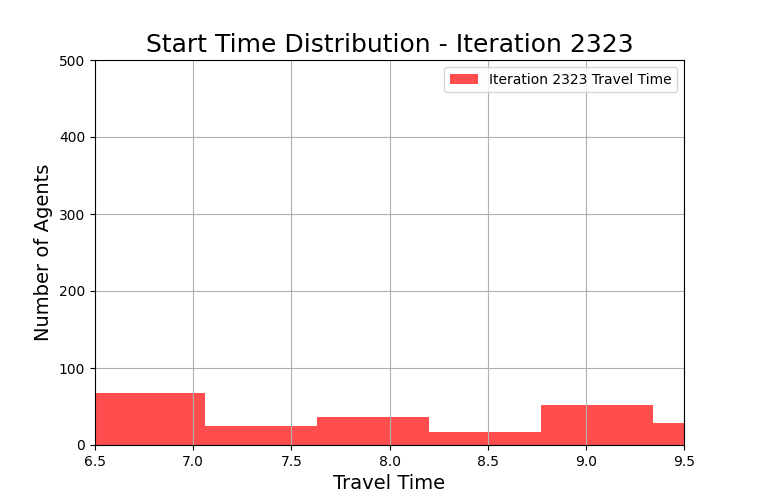 Start Time Distribution - Iteration 2323
Iteration 2323 Travel Time
Number of Agents
500
400
300
200
100
0
6.5 7.0 7.5 8.0 8.5 9.0 9.5
Travel Time